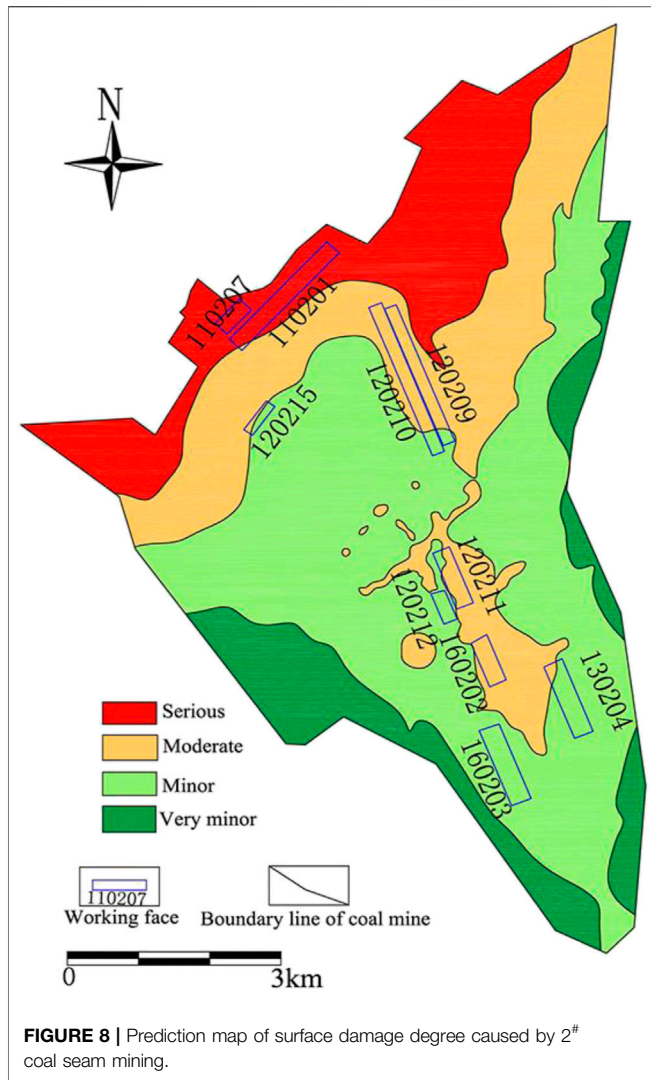 N
110207
110201
120209
120210
120215
120211
120212
160202
130204
160203
Serious
Moderate
Minor
Very minor
110207
Working face
Boundary line of coal mine
0
3km
FIGURE 8 | Prediction map of surface damage degree caused by 2#
coal seam mining.